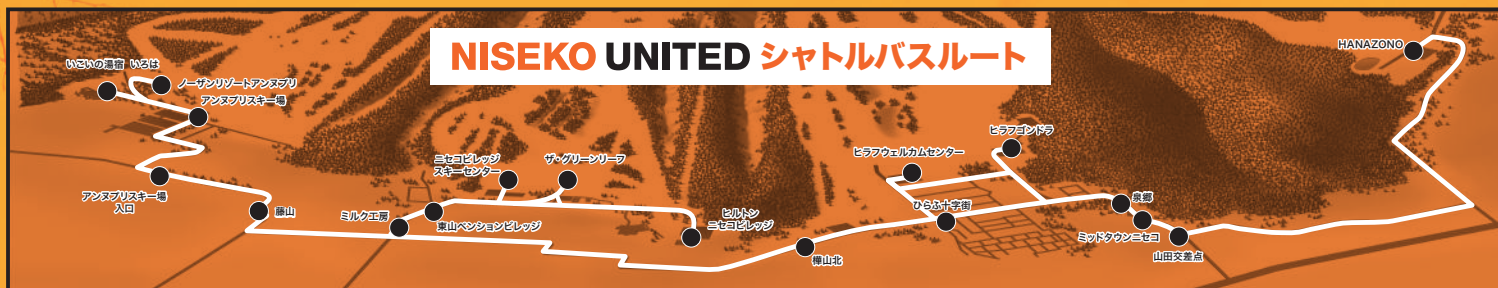 NISEKO UNITED シャトルバスルート
いこいの湯宿 いろは
ノーザンリゾートアンヌプリ
アンヌプリスキー場
アンヌプリスキー場
入口
藤山
ミルク工房
東山ペンションビレッジ
ニセコビレッジ
スキーセンター
ザ・グリーンリーフ
ヒルトン
ニセコビレッジ
樺山北
ヒラフウェルカムセンター
ひらふ十字街
ヒラフゴンドラ
泉郷
ミッドタウンニセコ
山田交差点
HANAZONO